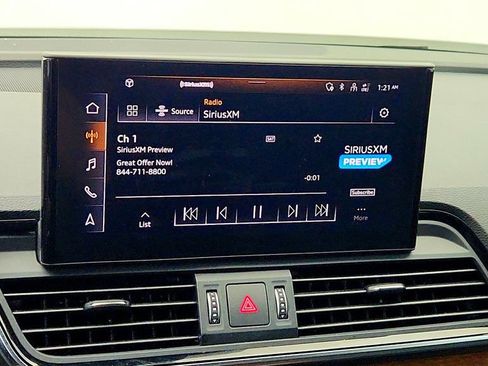 ((SiriusXM))
1:21 AM
Source
Radio
SiriusXM
Ch 1
SAT
SiriusXM Preview
Great Offer Now!
844-711-8800
-0:01
SIRIUSXM
PREVIEW
Subscribe
List
More